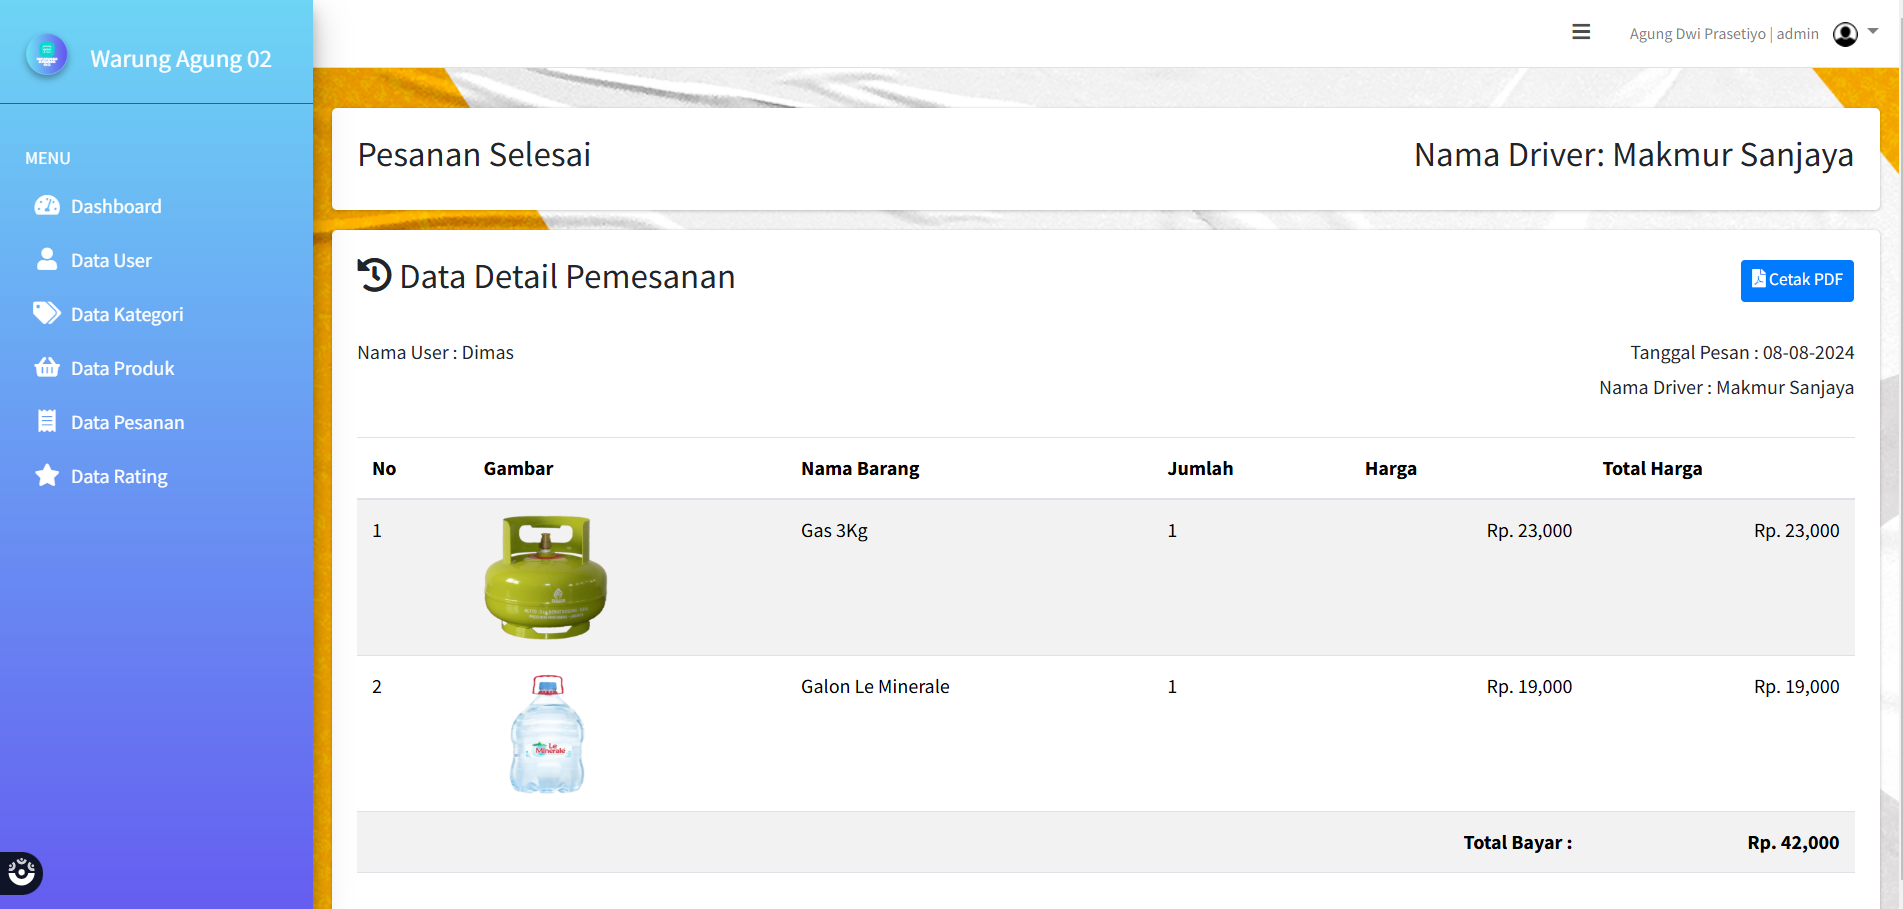 Warung Agung 02
Agung Dwi Prasetiyo | admin
MENU
Dashboard
Data User
Data Kategori
Data Produk
Data Pesanan
Data Rating
Pesanan Selesai
Nama Driver: Makmur Sanjaya
Data Detail Pemesanan
Cetak PDF
Nama User : Dimas
Tanggal Pesan : 08-08-2024
Nama Driver : Makmur Sanjaya
No Gambar Nama Barang Jumlah Harga Total Harga
1 Gas 3Kg 1 Rp. 23,000 Rp. 23,000
2 Galon Le Minerale 1 Rp. 19,000 Rp. 19,000
Le
Minerale
Total Bayar : Rp. 42,000